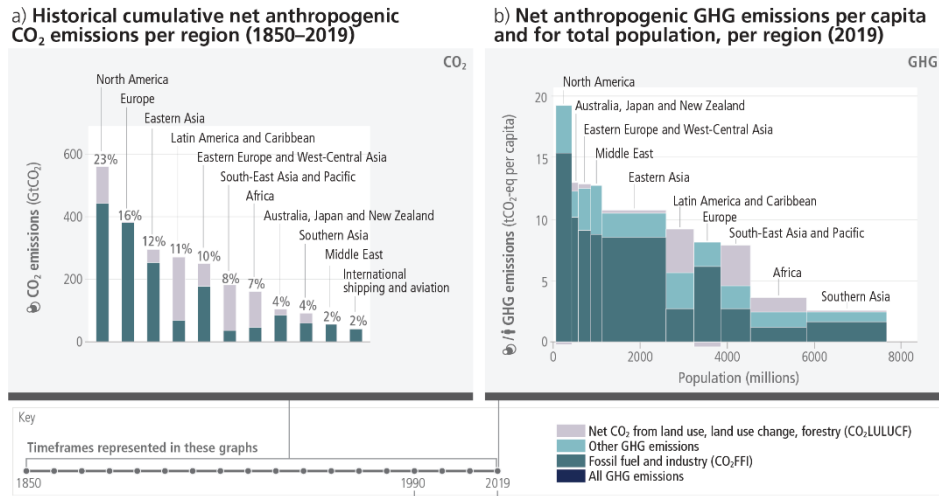 a) Historical cumulative net anthropogenic
CO₂ emissions per region (1850–2019)
CO₂
North America
Europe
Eastern Asia
Latin America and Caribbean
Eastern Europe and West-Central Asia
South-East Asia and Pacific
Africa
Australia, Japan and New Zealand
Southern Asia
Middle East
International
shipping and aviation
CO₂ emissions (GtCO₂)
600
400
200
0
23%
16%
12%
11%
10%
8%
7%
4%
4%
2%
2%
b) Net anthropogenic GHG emissions per capita
and for total population, per region (2019)
GHG
North America
Australia, Japan and New Zealand
Eastern Europe and West-Central Asia
Middle East
Eastern Asia
Latin America and Caribbean
Europe
South-East Asia and Pacific
Africa
Southern Asia
/ GHG emissions (tCO₂-eq per capita)
20
15
10
5
0
0 2000 4000 6000 8000
Population (millions)
Key
Timeframes represented in these graphs
1850 1990 2019
Net CO₂ from land use, land use change, forestry (CO₂LULUCF)
Other GHG emissions
Fossil fuel and industry (CO₂FFI)
All GHG emissions